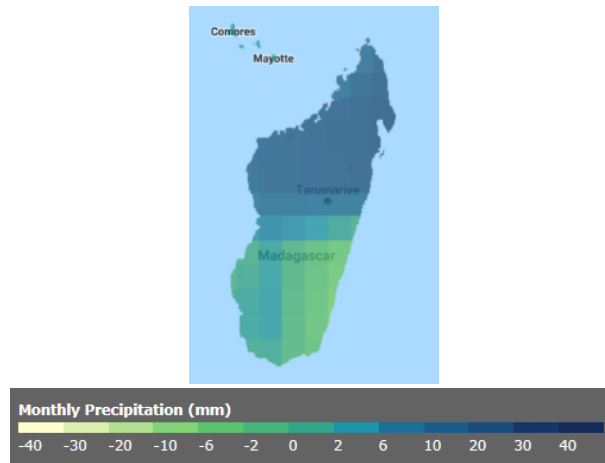 Comores
Mayotte
Tananarive
Madagascar
Monthly Precipitation (mm)
-40 -30 -20 -10 -6 -2 0 2 6 10 20 30 40